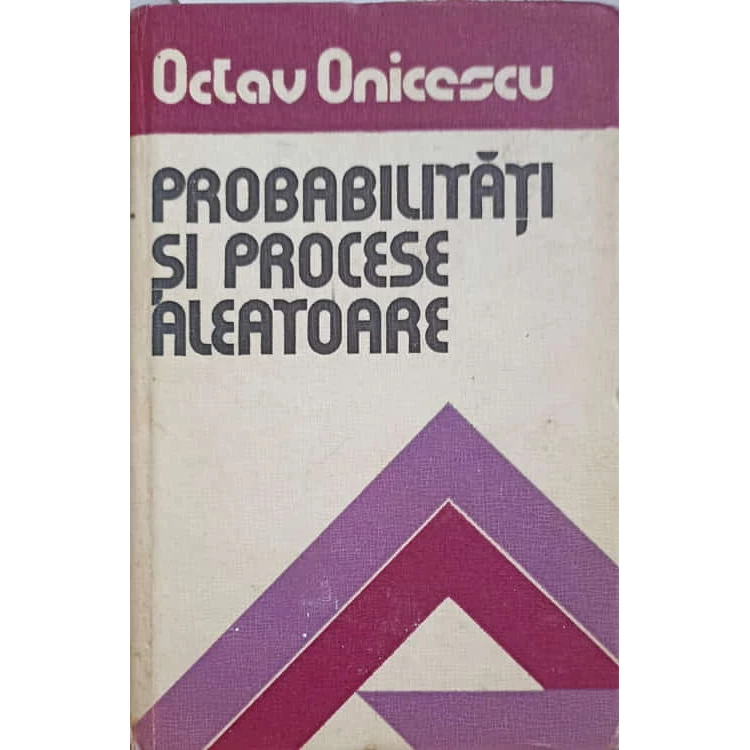 Octav Onicescu
PROBABILITĂȚI
ȘI PROCESE
ALEATOARE